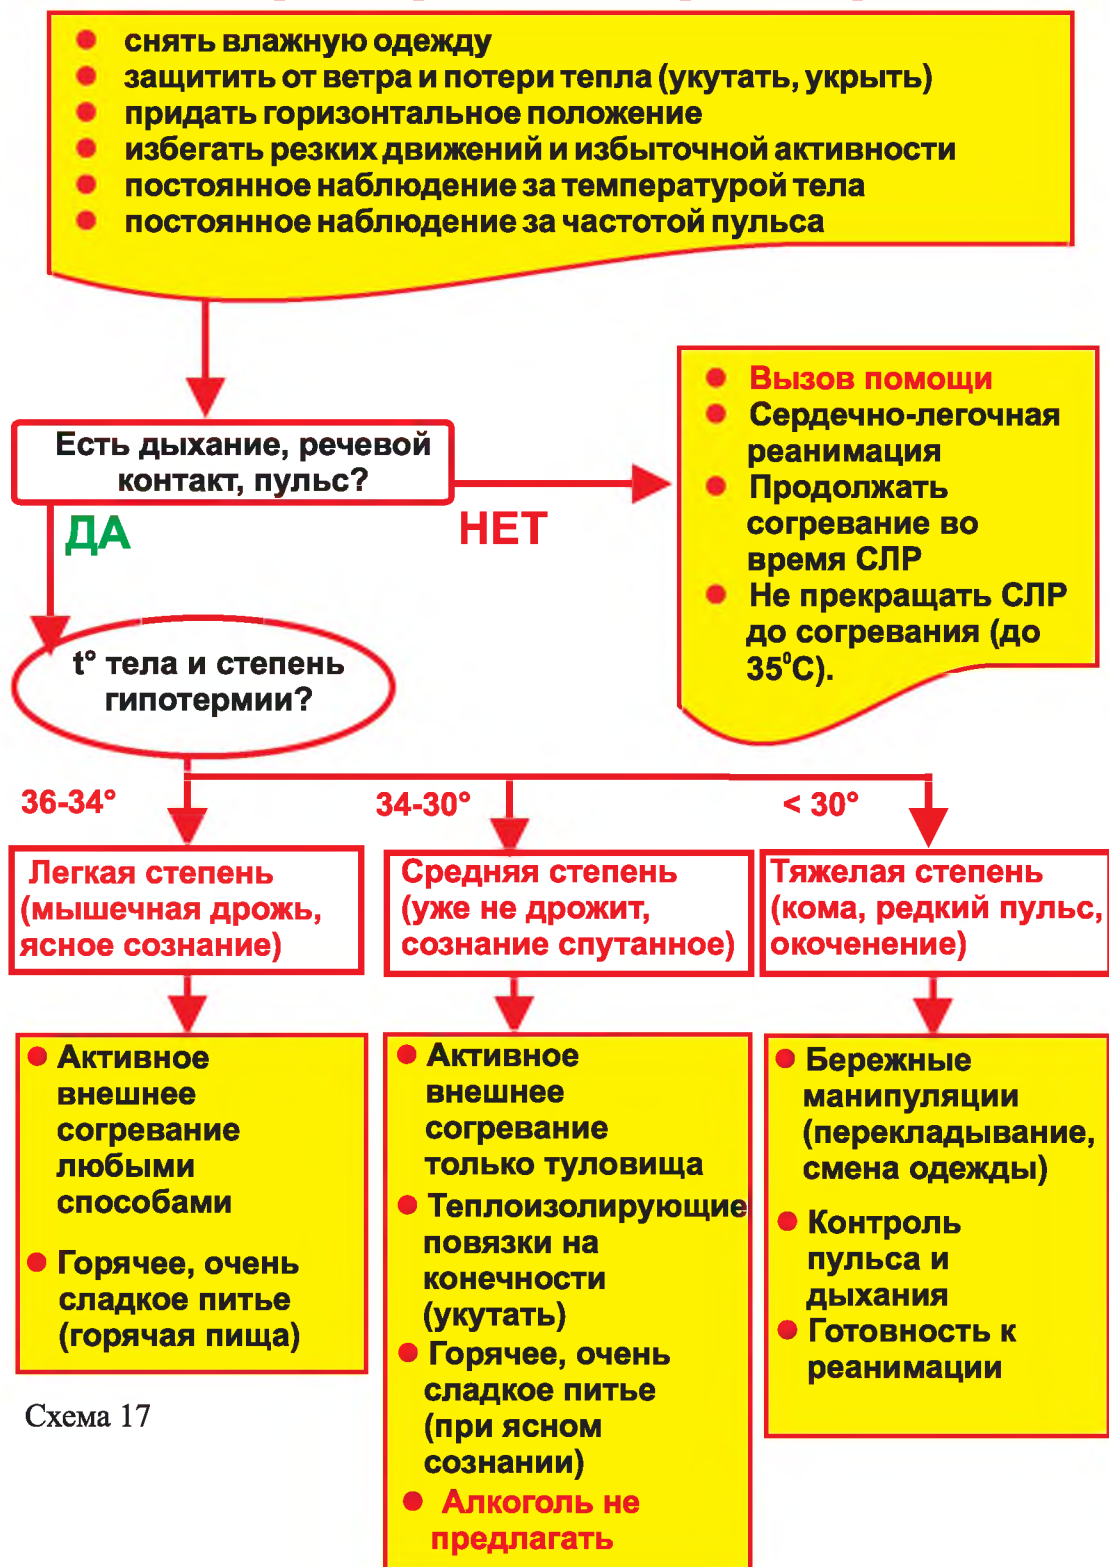 снять влажную одежду
защитить от ветра и потери тепла (укутать, укрыть)
придать горизонтальное положение
избегать резких движений и избыточной активности
постоянное наблюдение за температурой тела
постоянное наблюдение за частотой пульса
Есть дыхание, речевой
контакт, пульс?
ДА
НЕТ
Вызов помощи
Сердечно-легочная
реанимация
Продолжать
согревание во
время СЛР
Не прекращать СЛР
до согревания (до
35⁰С).
t° тела и степень
гипотермии?
36-34°
34-30°
< 30°
Легкая степень
(мышечная дрожь,
ясное сознание)
Средняя степень
(уже не дрожит,
сознание спутанное)
Тяжелая степень
(кома, редкий пульс,
окоченение)
Активное
внешнее
согревание
любыми
способами
Горячее, очень
сладкое питье
(горячая пища)
Активное
внешнее
согревание
только туловища
Теплоизолирующие
повязки на
конечности
(укутать)
Горячее, очень
сладкое питье
(при ясном
сознании)
Алкоголь не
предлагать
Бережные
манипуляции
(перекладывание,
смена одежды)
Контроль
пульса и
дыхания
Готовность к
реанимации
Схема 17